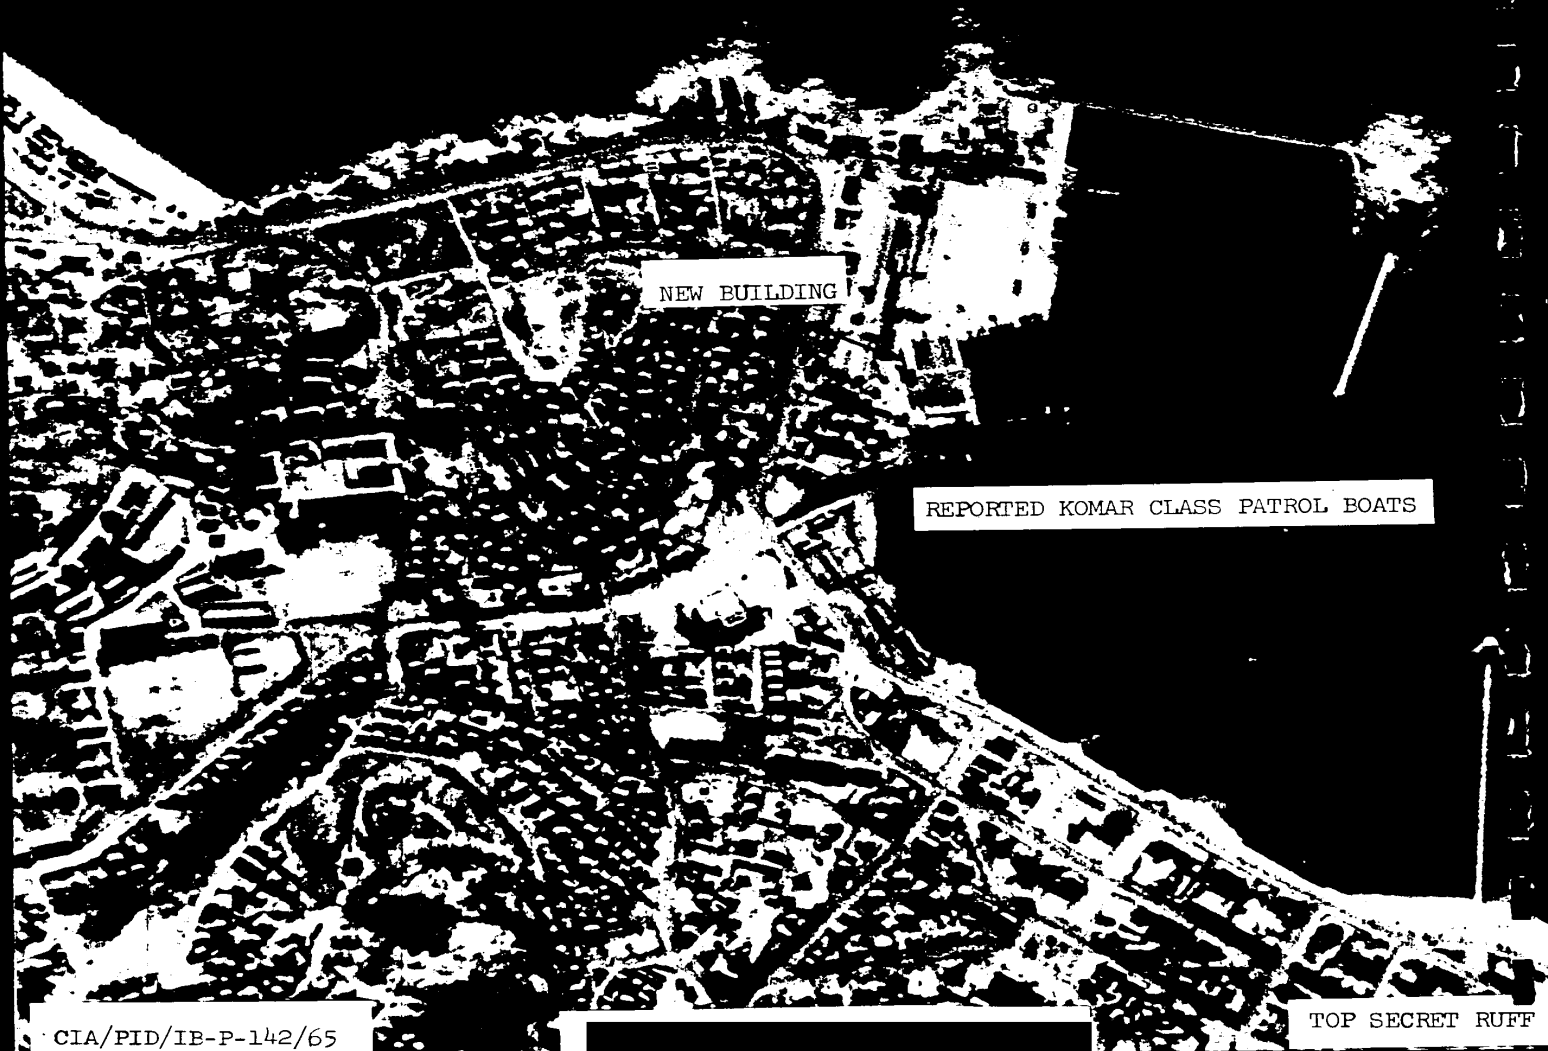 NEW BUILDING
REPORTED KOMAR CLASS PATROL BOATS
CIA/PID/IB-P-142/65
TOP SECRET RUFF